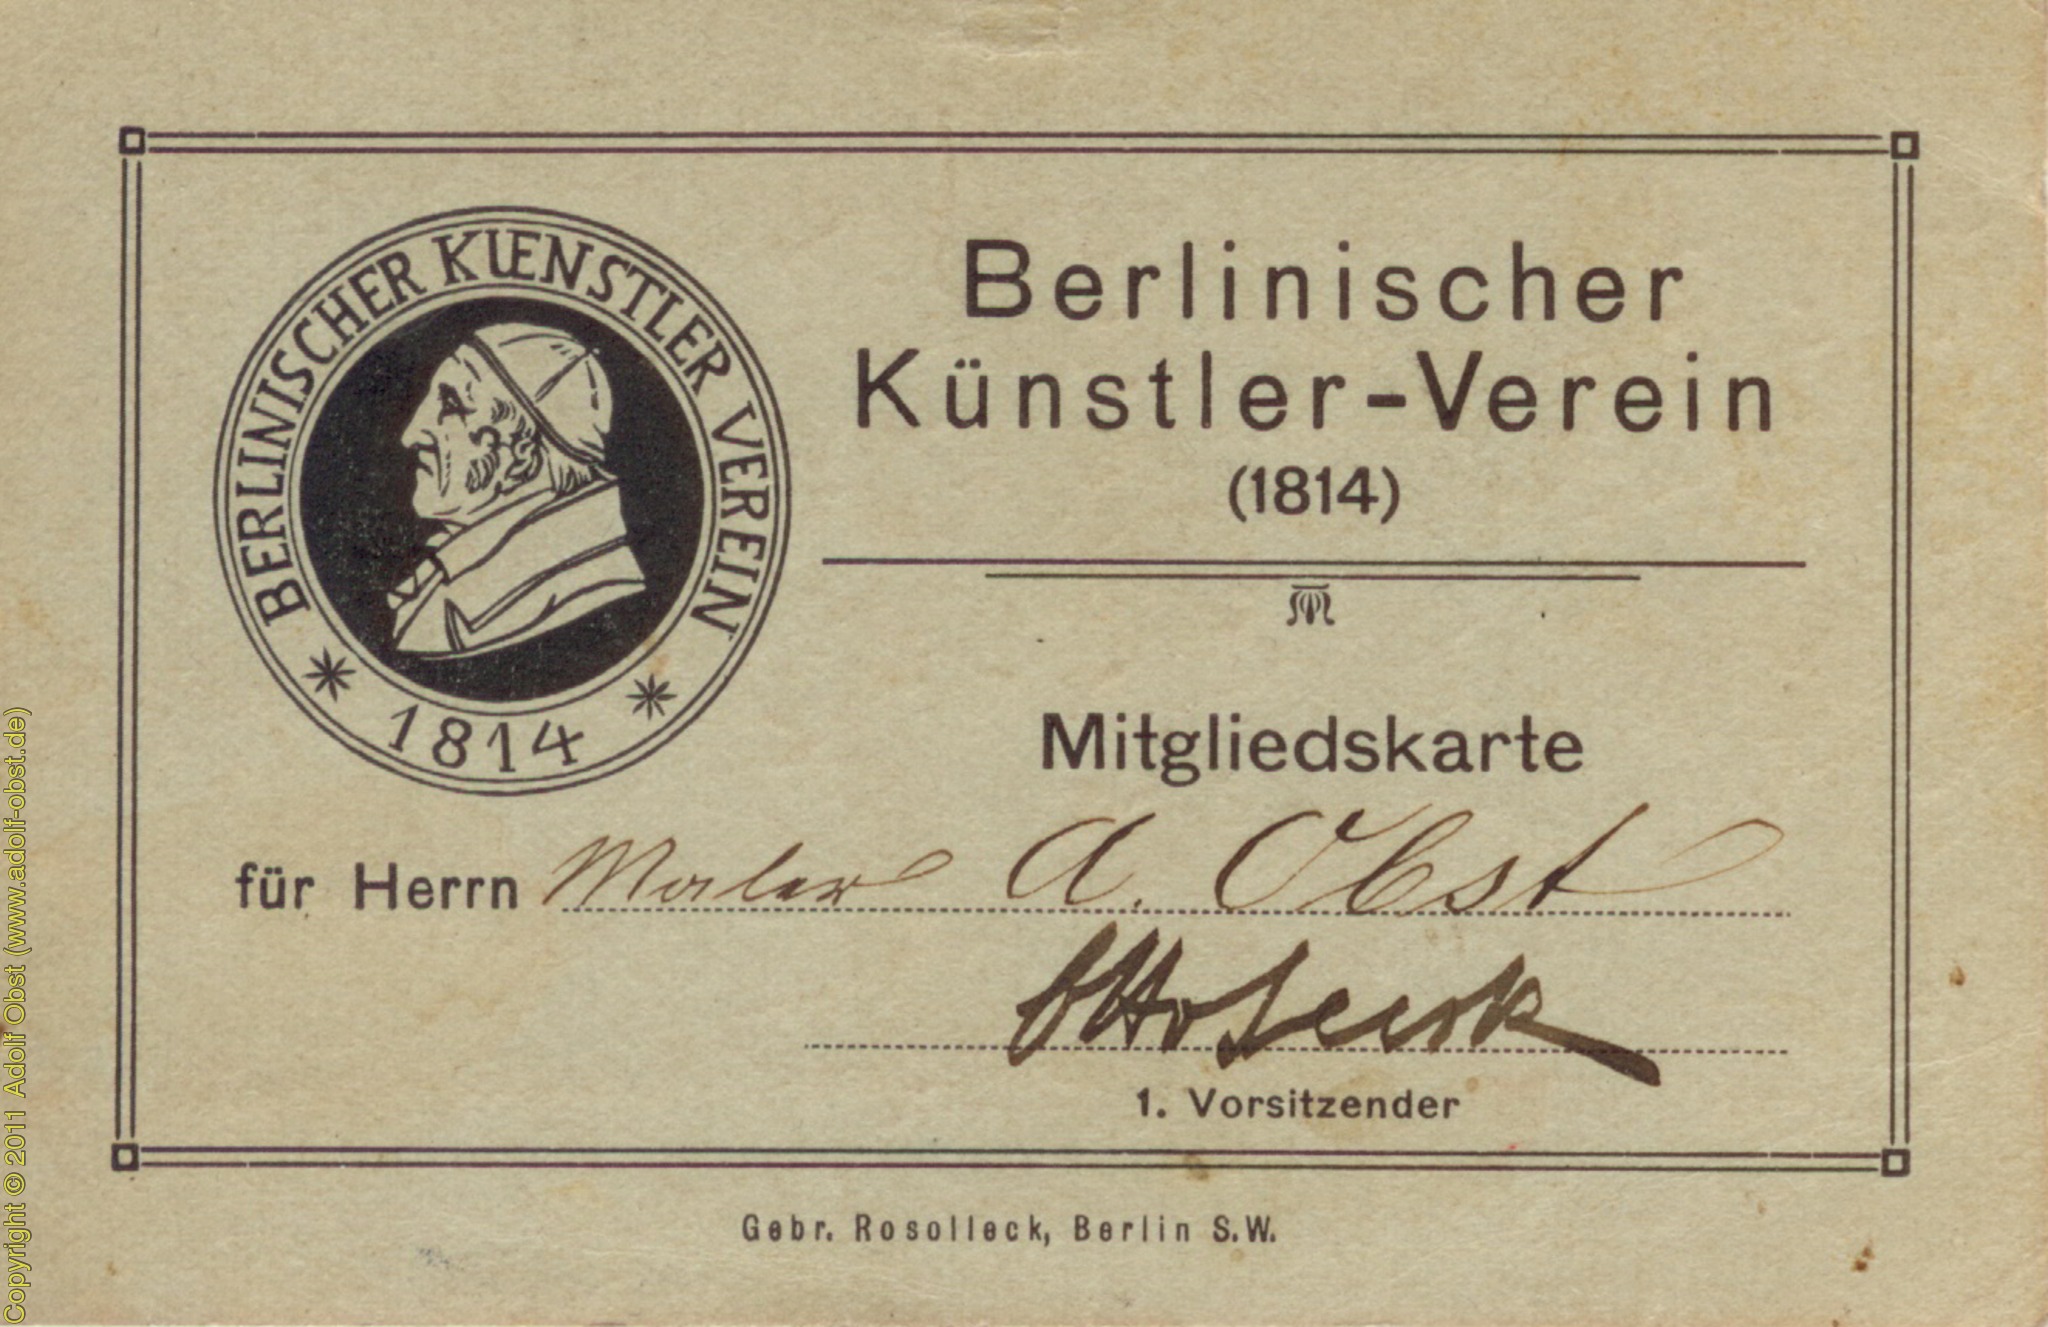 BERLINISCHER KUENSTLER VEREIN
* 1814 *
Berlinischer
Künstler-Verein
(1814)
Mitgliedskarte
für Herrn Maler A. Obst
Otto
1. Vorsitzender
Gebr. Rosolleck, Berlin S.W.
Copyright © 2011 Adolf Obst (www.adolf-obst.de)